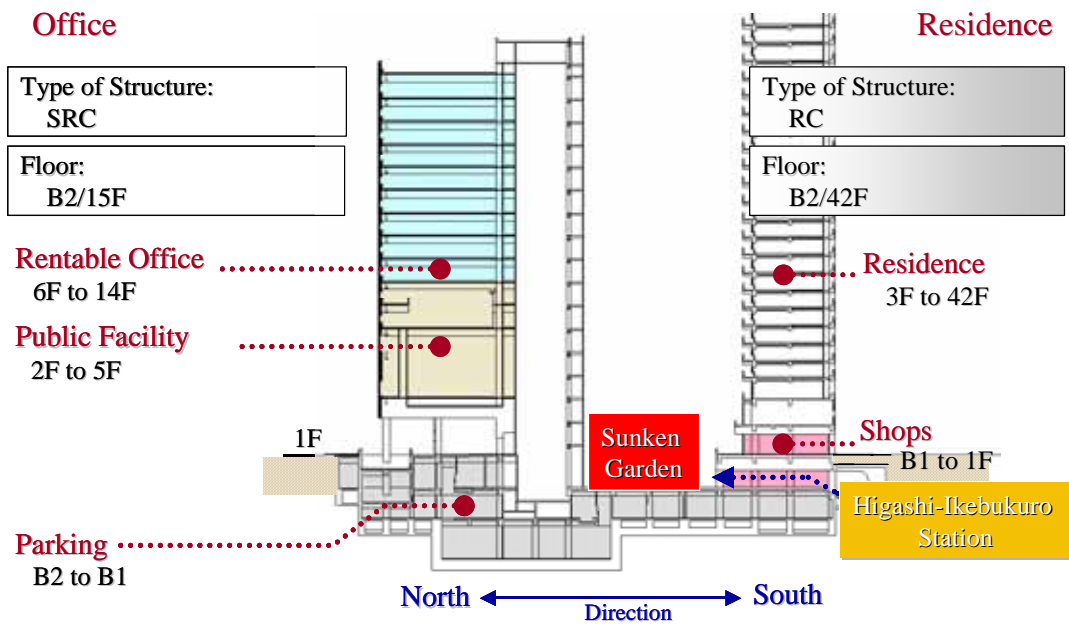 Office
Type of Structure:
SRC
Floor:
B2/15F
Rentable Office
6F to 14F
Public Facility
2F to 5F
1F
Parking
B2 to B1
Residence
Type of Structure:
RC
Floor:
B2/42F
Residence
3F to 42F
Shops
B1 to 1F
Sunken
Garden
Higashi-Ikebukuro
Station
North
Direction
South